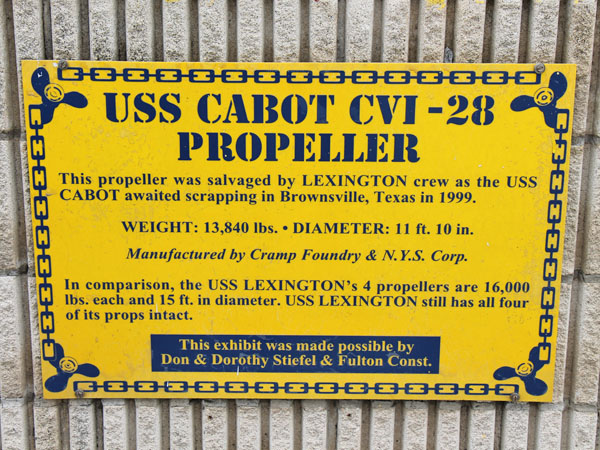 USS CABOT CVI-28
PROPELLER
This propeller was salvaged by LEXINGTON crew as the USS
CABOT awaited scrapping in Brownsville, Texas in 1999.
WEIGHT: 13,840 lbs. • DIAMETER: 11 ft. 10 in.
Manufactured by Cramp Foundry & N.Y.S. Corp.
In comparison, the USS LEXINGTON's 4 propellers are 16,000
lbs. each and 15 ft. in diameter. USS LEXINGTON still has all four
of its props intact.
This exhibit was made possible by
Don & Dorothy Stiefel & Fulton Const.